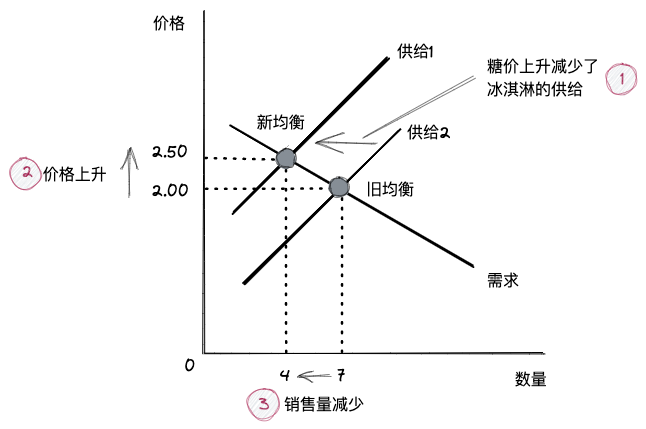 价格
供给1
糖价上升减少了
冰淇淋的供给
1
新均衡
供给2
2.50
2
价格上升
2.00
旧均衡
需求
0
4
7
数量
3
销售量减少